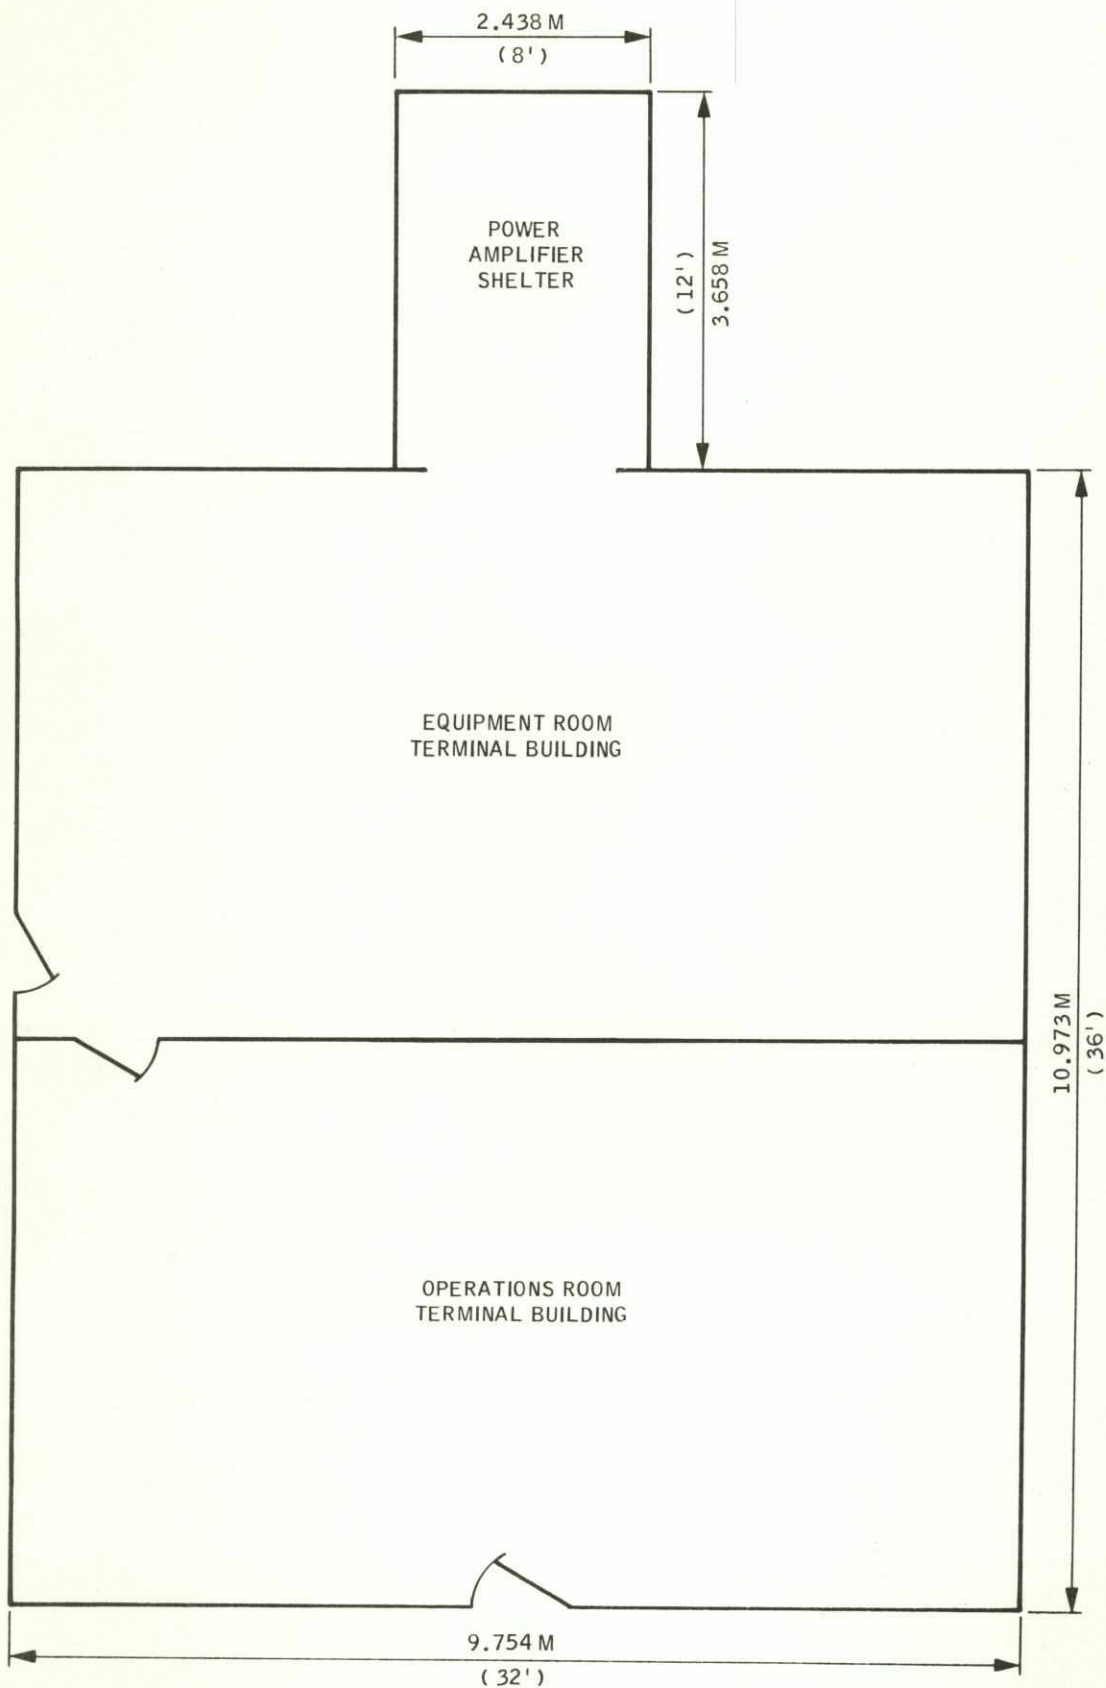 2.438 M
(8')
POWER
AMPLIFIER
SHELTER
(12')
3.658 M
EQUIPMENT ROOM
TERMINAL BUILDING
10.973 M
(36')
OPERATIONS ROOM
TERMINAL BUILDING
9.754 M
(32')